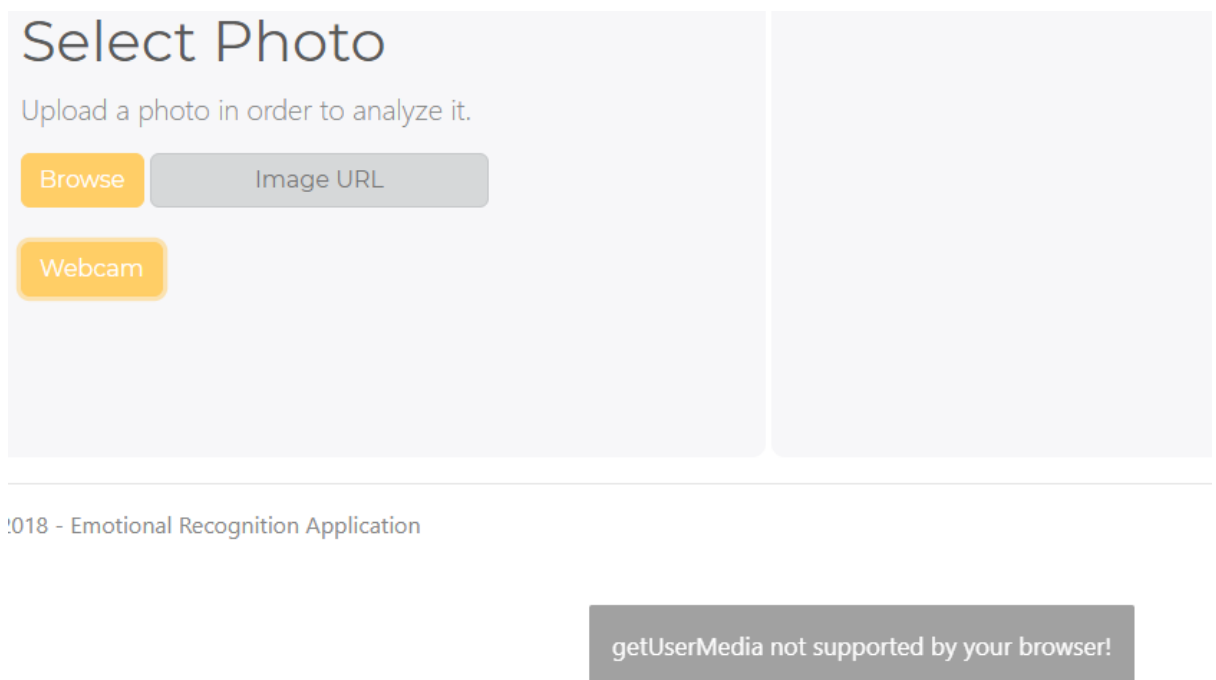 Select Photo
Upload a photo in order to analyze it.
Browse Image URL
Webcam
2018 - Emotional Recognition Application
getUserMedia not supported by your browser!